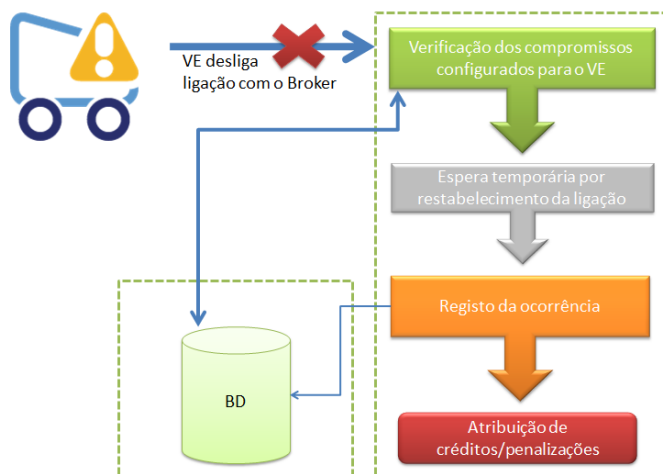 VE desliga
ligação com o Broker
Verificação dos compromissos
configurados para o VE
Espera temporária por
restabelecimento da ligação
Registo da ocorrência
BD
Atribuição de
créditos/penalizações